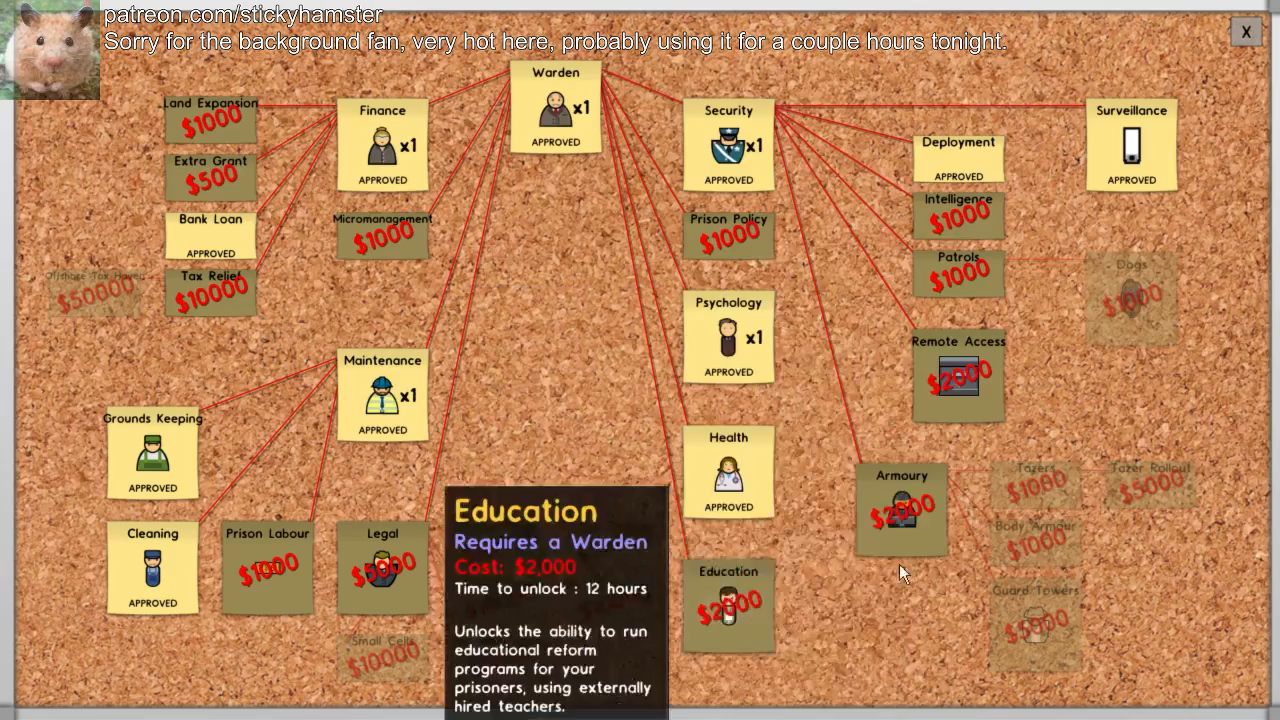 patreon.com/stickyhamster
Sorry for the background fan, very hot here, probably using it for a couple hours tonight.
X
Warden
x1
APPROVED
Land Expansion
$1000
Extra Grant
$500
Bank Loan
APPROVED
Tax Relief
$10000
Offshore Tax Haven
$50000
Finance
x1
APPROVED
Micromanagement
$1000
Maintenance
x1
APPROVED
Grounds Keeping
APPROVED
Cleaning
APPROVED
Prison Labour
$1000
Legal
$5000
Small Cells
$10000
Security
x1
APPROVED
Prison Policy
$1000
Psychology
x1
APPROVED
Health
APPROVED
Education
$2000
Deployment
APPROVED
Intelligence
$1000
Patrols
$1000
Remote Access
$2000
Armoury
$2000
Surveillance
APPROVED
Dogs
$1000
Tazers
$1000
Tazer Rollout
$5000
Body Armour
$1000
Guard Towers
$5000
Education
Requires a Warden
Cost: $2,000
Time to unlock : 12 hours
Unlocks the ability to run
educational reform
programs for your
prisoners, using externally
hired teachers.